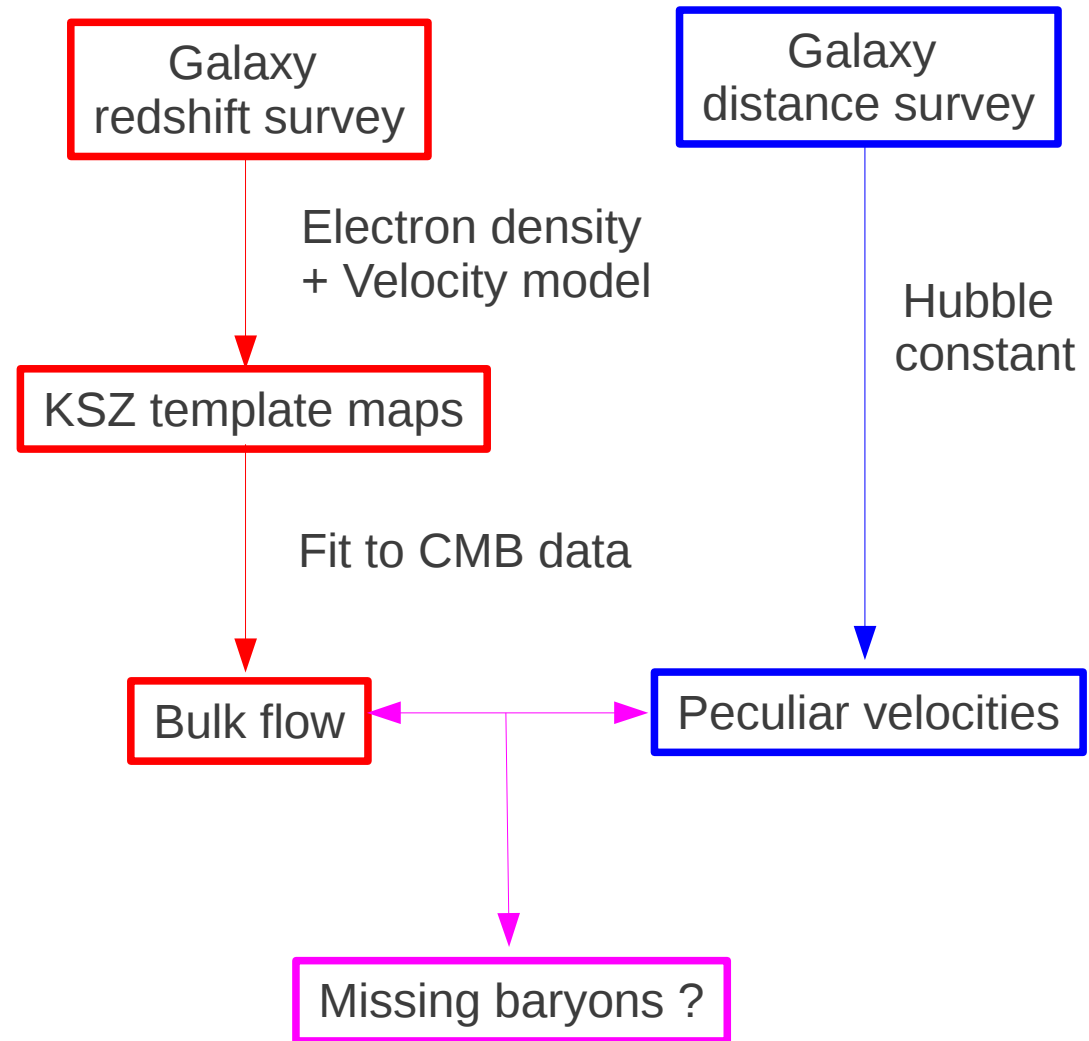 Galaxy
redshift survey
Galaxy
distance survey
Electron density
+ Velocity model
Hubble
constant
KSZ template maps
Fit to CMB data
Bulk flow
Peculiar velocities
Missing baryons ?